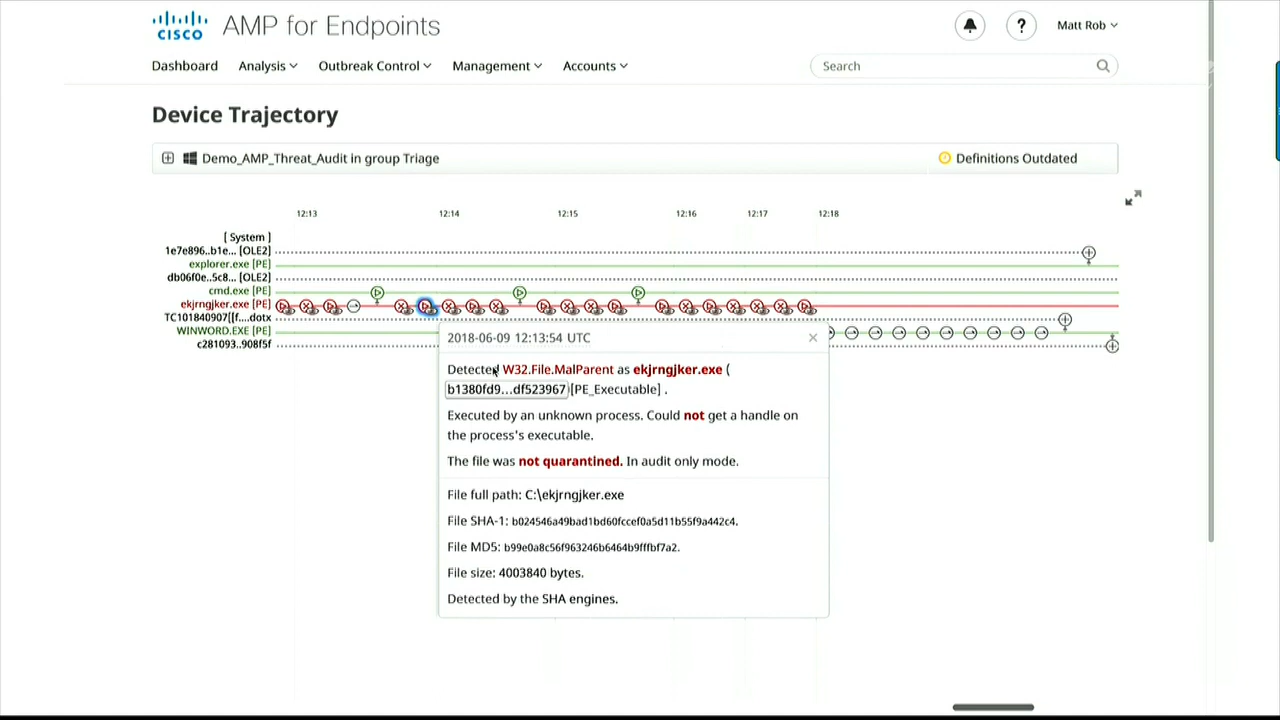 CISCO
AMP for Endpoints
?
Matt Rob
Dashboard
Analysis
Outbreak Control
Management
Accounts
Search
Device Trajectory
Demo_AMP_Threat_Audit in group Triage
Definitions Outdated
12:13
12:14
12:15
12:16
12:17
12:18
[ System ]
1e7e896..b1e... [OLE2]
explorer.exe [PE]
db06f0e..5c8... [OLE2]
cmd.exe [PE]
ekjrngjker.exe [PE]
TC101840907[[f....dotx
WINWORD.EXE [PE]
c281093..908f5f
2018-06-09 12:13:54 UTC
Detected W32.File.MalParent as ekjrngjker.exe (
b1380fd9...df523967 [PE_Executable] .
Executed by an unknown process. Could not get a handle on
the process's executable.
The file was not quarantined. In audit only mode.
File full path: C:\ekjrngjker.exe
File SHA-1: b024546a49bad1bd60fccef0a5d11b55f9a442c4.
File MD5: b99e0a8c56f963246b6464b9fffbf7a2.
File size: 4003840 bytes.
Detected by the SHA engines.